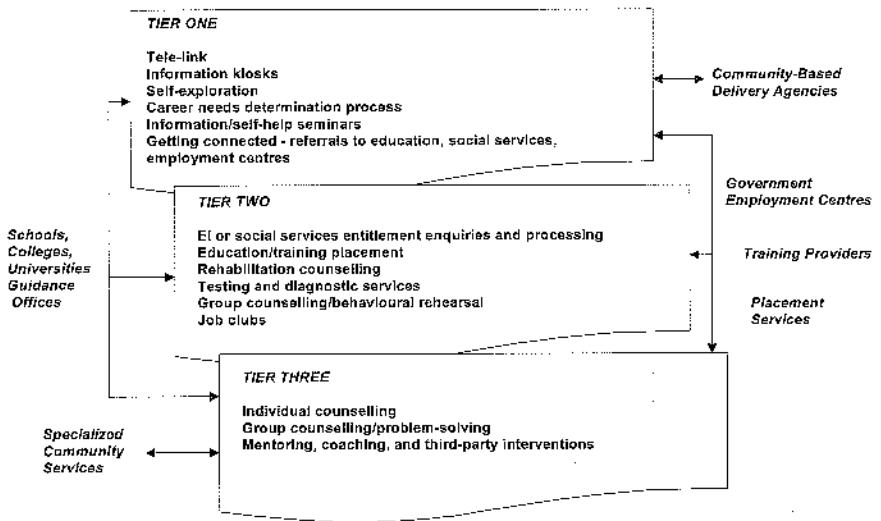 TIER ONE
Tele-link
Information kiosks
Self-exploration
Career needs determination process
Information/self-help seminars
Getting connected - referrals to education, social services,
employment centres
Community-Based
Delivery Agencies
TIER TWO
EI or social services entitlement enquiries and processing
Education/training placement
Rehabilitation counselling
Testing and diagnostic services
Group counselling/behavioural rehearsal
Job clubs
Government
Employment Centres
Schools,
Colleges,
Universities
Guidance
Offices
Training Providers
Placement
Services
TIER THREE
Individual counselling
Group counselling/problem-solving
Mentoring, coaching, and third-party interventions
Specialized
Community
Services